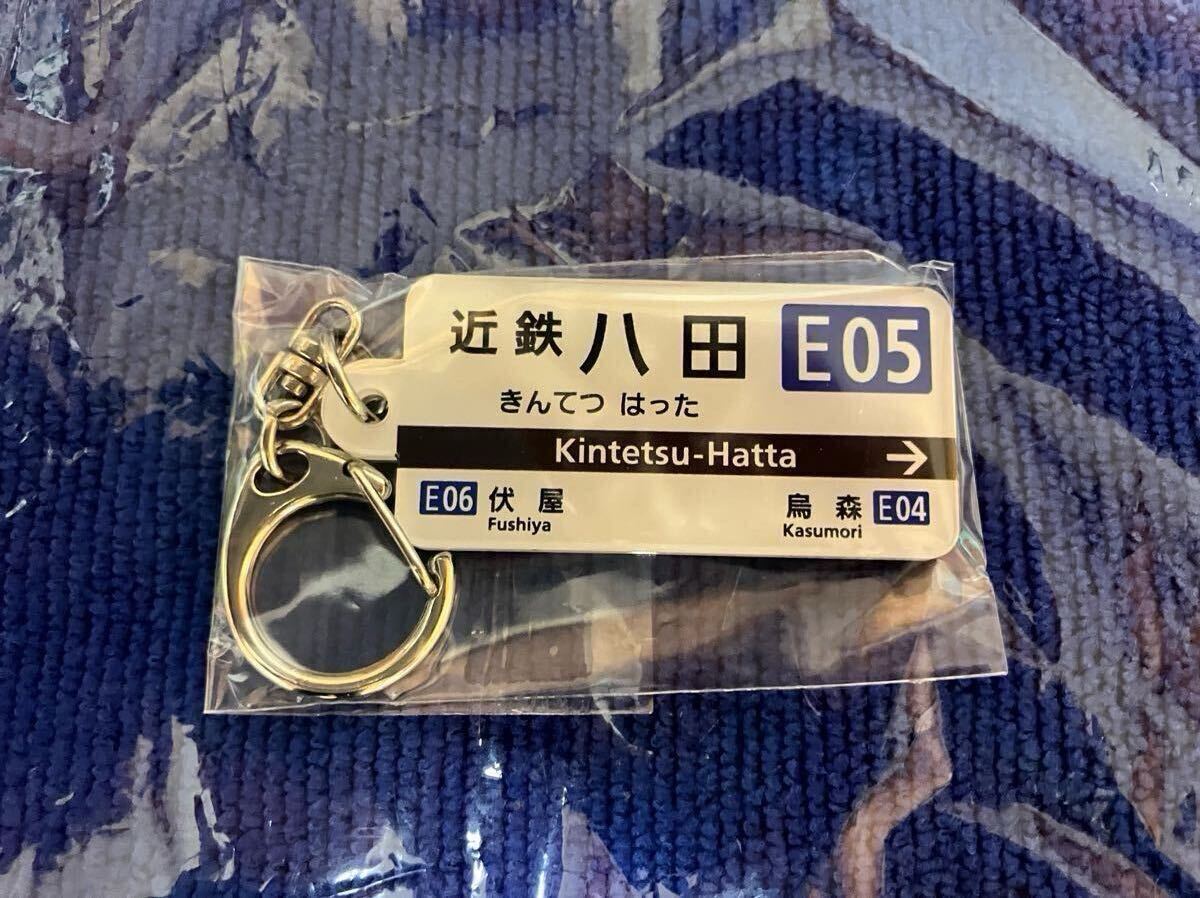 近鉄八田 E05
きんてつ はった
Kintetsu-Hatta →
E06 伏屋 烏森 E04
Fushiya Kasumori